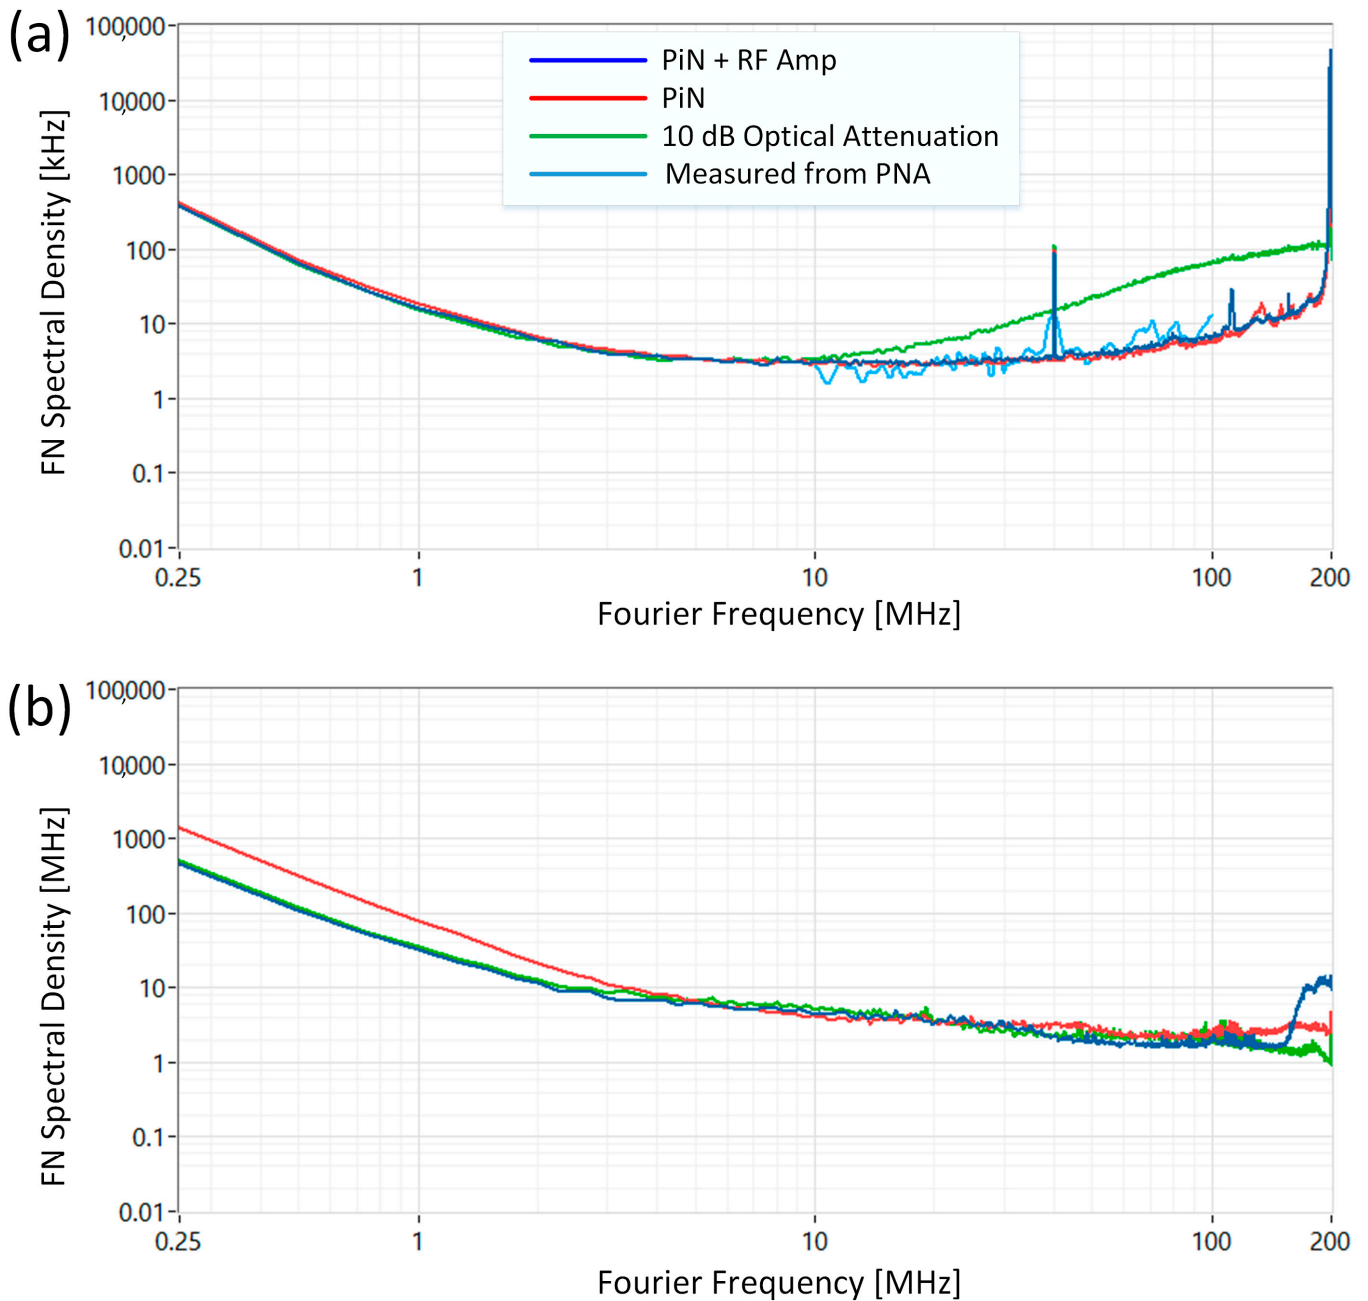 (a)
FN Spectral Density [kHz]
100,000
10,000
1000
100
10
1
0.1
0.01
PiN + RF Amp
PiN
10 dB Optical Attenuation
Measured from PNA
0.25 1 10 100 200
Fourier Frequency [MHz]
(b)
FN Spectral Density [MHz]
100,000
10,000
1000
100
10
1
0.1
0.01
0.25 1 10 100 200
Fourier Frequency [MHz]